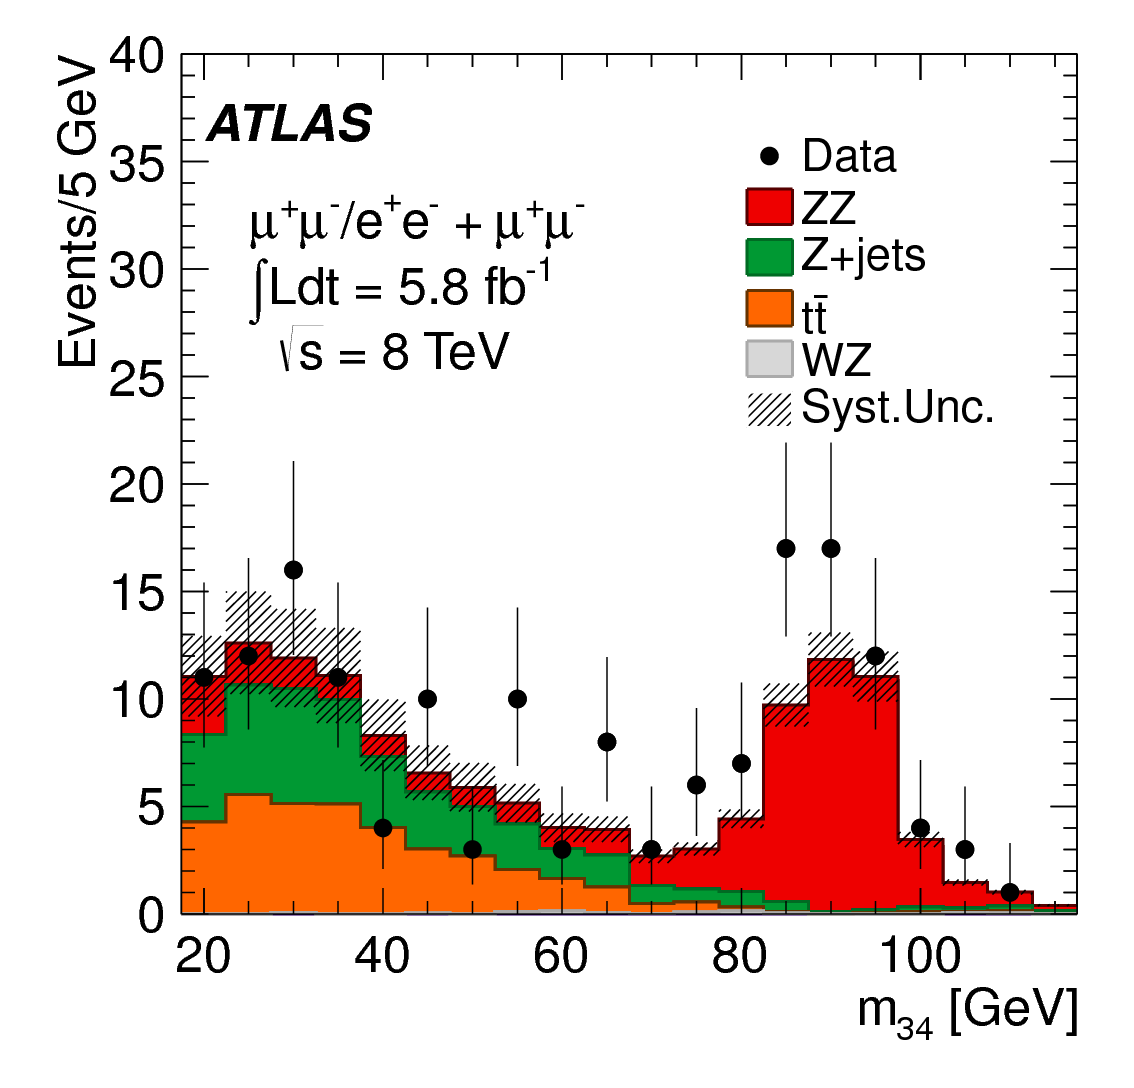 Events/5 GeV
40
35
30
25
20
15
10
5
0
ATLAS
μ⁺μ⁻/e⁺e⁻ + μ⁺μ⁻
∫Ldt = 5.8 fb⁻¹
√s = 8 TeV
Data
ZZ
Z+jets
tt̄
WZ
Syst.Unc.
20 40 60 80 100
m₃₄ [GeV]